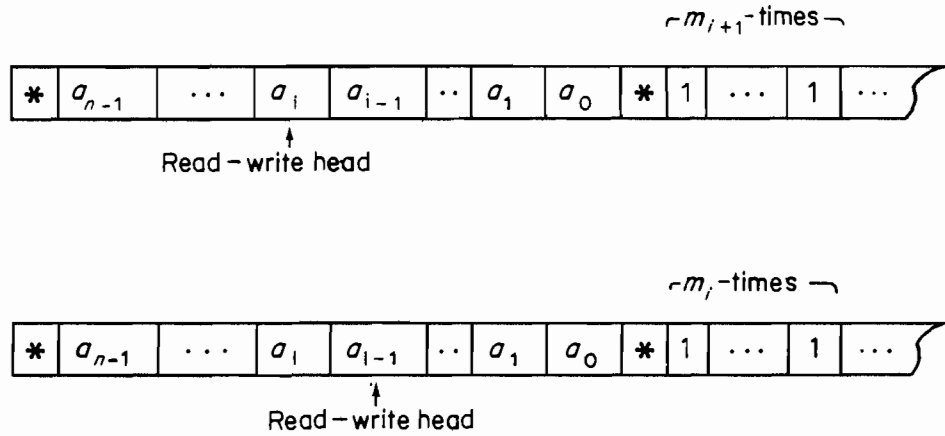 m_{i+1}-times
* a_{n-1} ... a_i a_{i-1} .. a_1 a_0 * 1 ... 1 ...
Read-write head
m_i-times
* a_{n-1} ... a_i a_{i-1} .. a_1 a_0 * 1 ... 1 ...
Read-write head